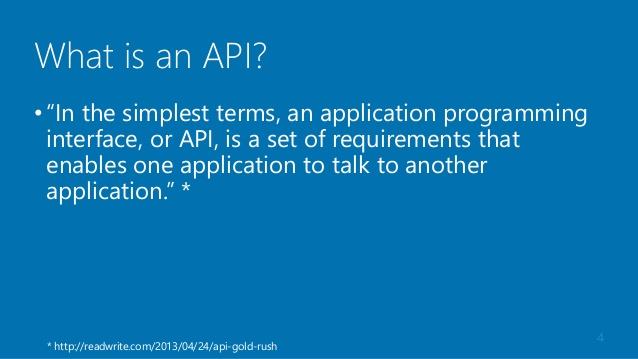 What is an API?
•“In the simplest terms, an application programming
interface, or API, is a set of requirements that
enables one application to talk to another
application.” *
* http://readwrite.com/2013/04/24/api-gold-rush
4